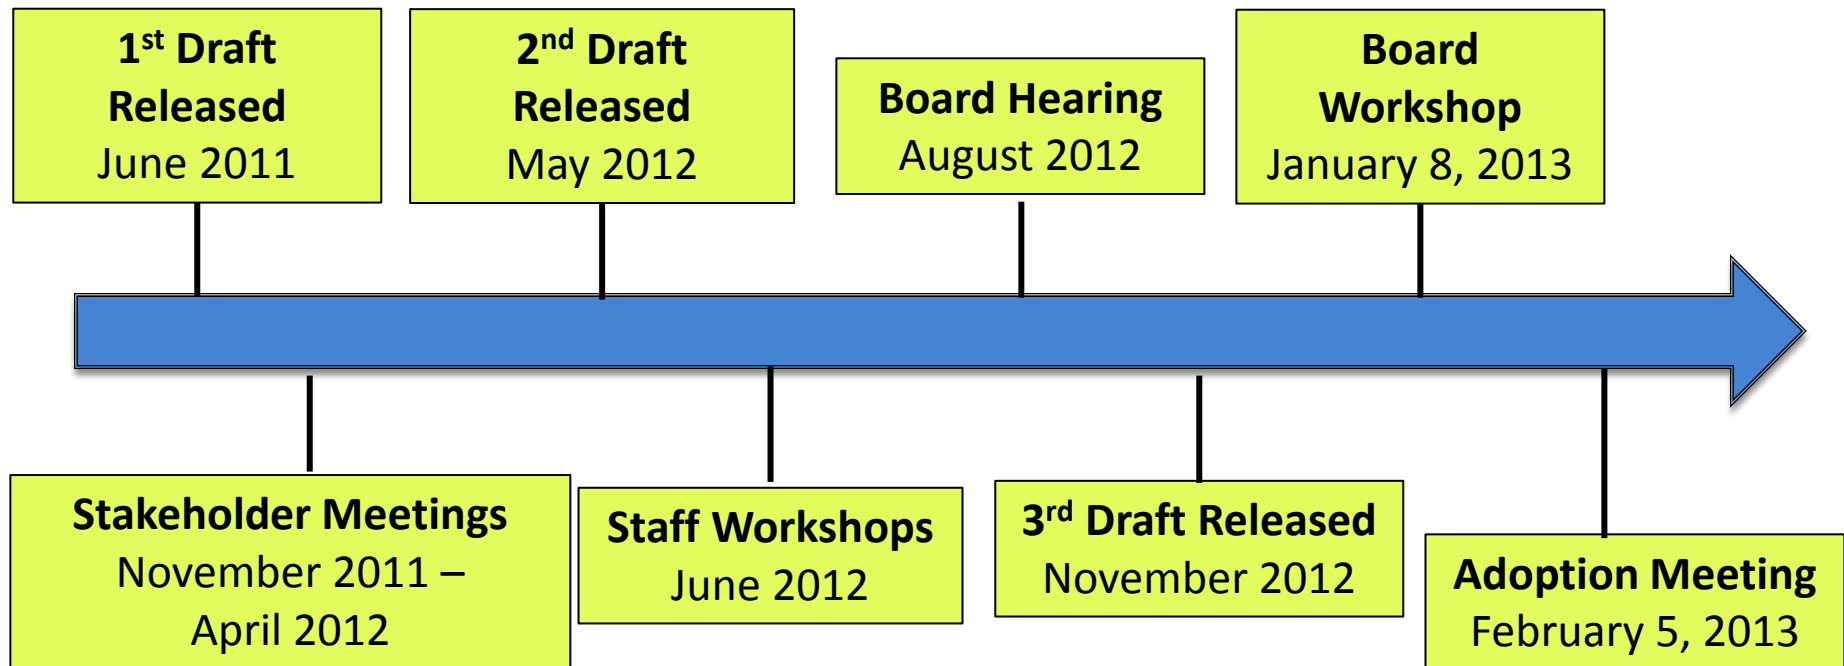 1st Draft
Released
June 2011
2nd Draft
Released
May 2012
Board Hearing
August 2012
Board
Workshop
January 8, 2013
Stakeholder Meetings
November 2011 –
April 2012
Staff Workshops
June 2012
3rd Draft Released
November 2012
Adoption Meeting
February 5, 2013